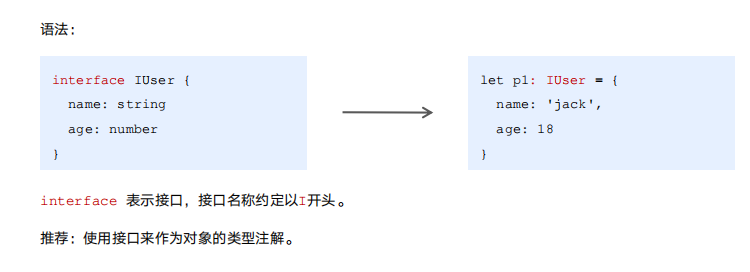 语法：
interface IUser {
name: string
age: number
}
let p1: IUser = {
name: 'jack',
age: 18
}
interface 表示接口，接口名称约定以I开头。
推荐：使用接口来作为对象的类型注解。